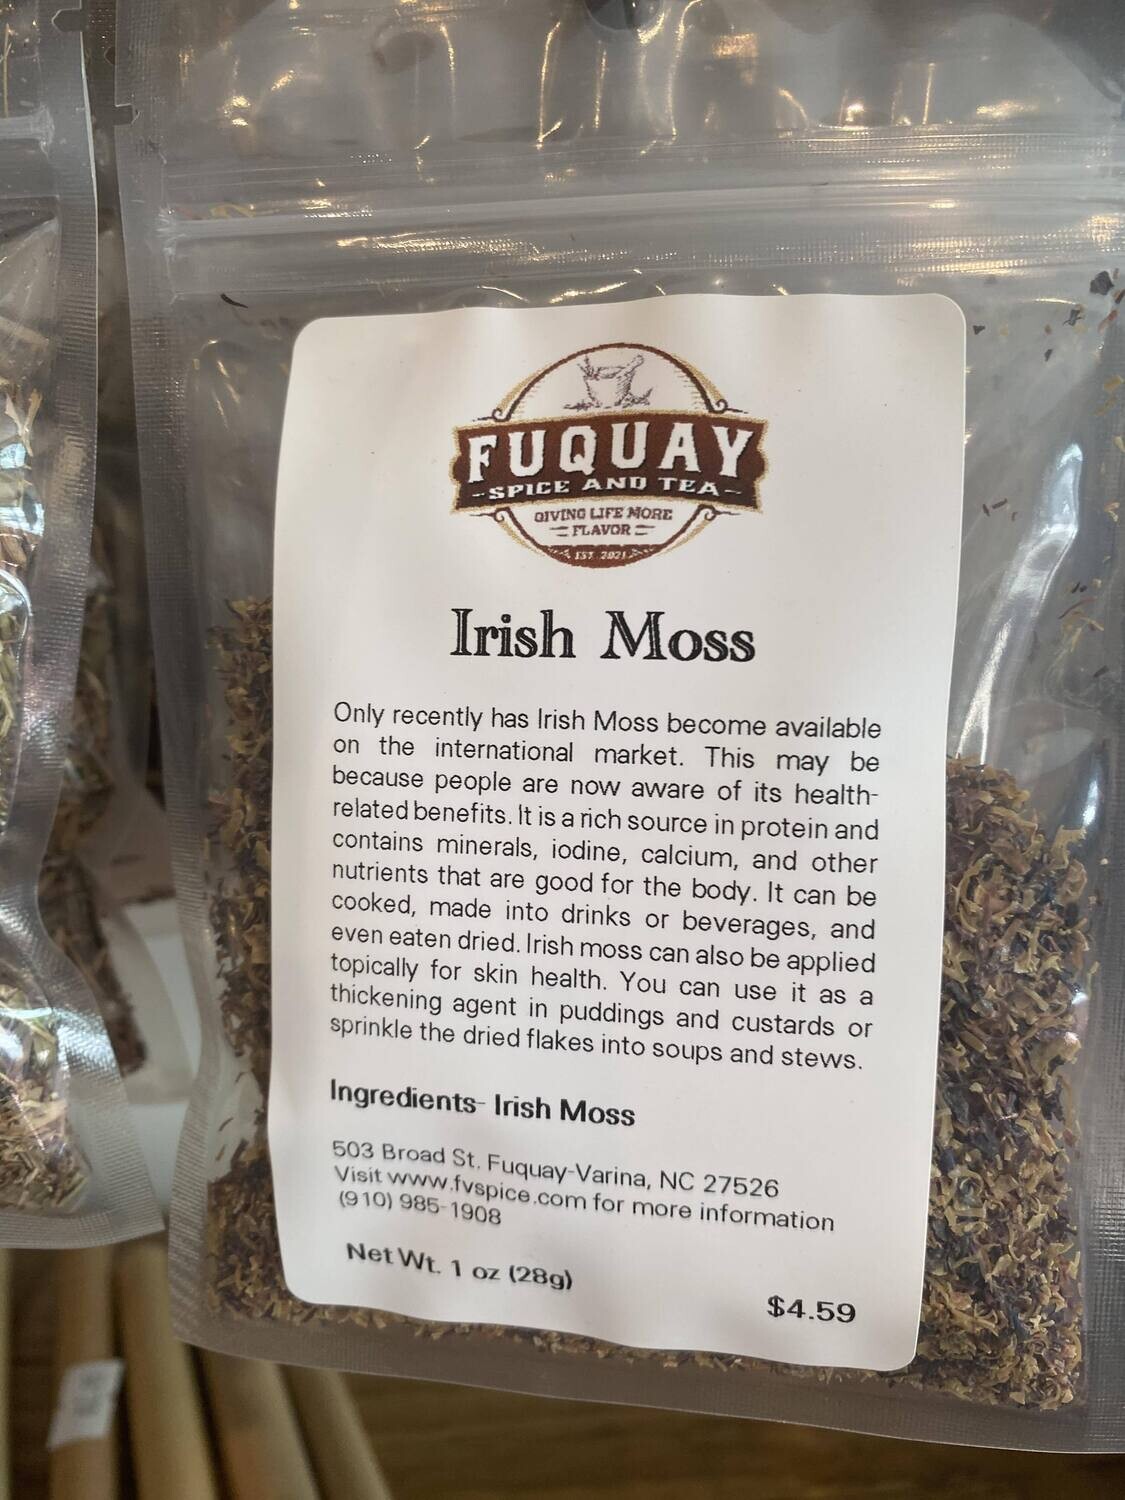 FUQUAY
SPICE AND TEA
GIVING LIFE MORE
FLAVOR
EST 2021
Irish Moss
Only recently has Irish Moss become available
on the international market. This may be
because people are now aware of its health-
related benefits. It is a rich source in protein and
contains minerals, iodine, calcium, and other
nutrients that are good for the body. It can be
cooked, made into drinks or beverages, and
even eaten dried. Irish moss can also be applied
topically for skin health. You can use it as a
thickening agent in puddings and custards or
sprinkle the dried flakes into soups and stews.
Ingredients- Irish Moss
503 Broad St. Fuquay-Varina, NC 27526
Visit www.fvspice.com for more information
(910) 985-1908
Net Wt. 1 oz (28g)
$4.59